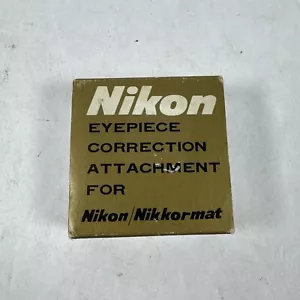 Nikon
EYEPIECE
CORRECTION
ATTACHMENT
FOR
Nikon/Nikkormat